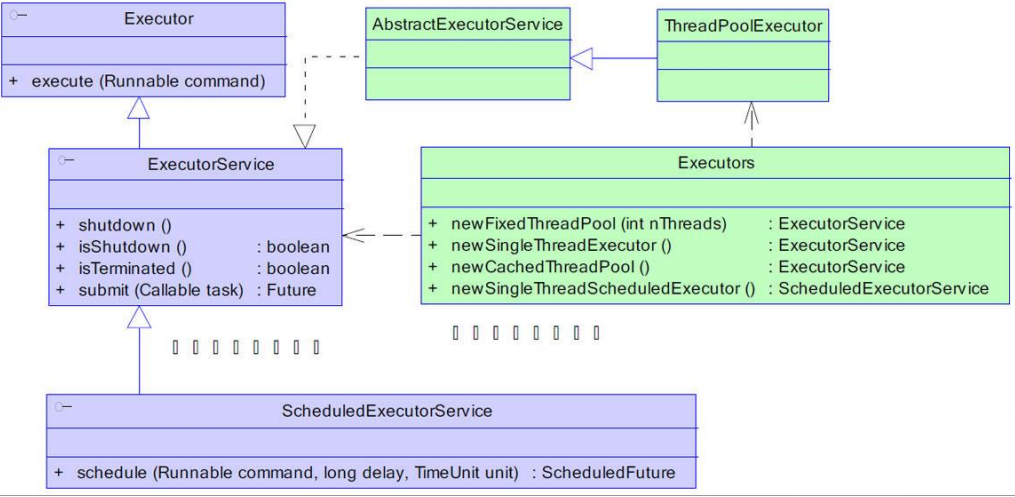 Executor
+ execute (Runnable command)
AbstractExecutorService
ThreadPoolExecutor
ExecutorService
+ shutdown ()
+ isShutdown () : boolean
+ isTerminated () : boolean
+ submit (Callable task) : Future
Executors
+ newFixedThreadPool (int nThreads) : ExecutorService
+ newSingleThreadExecutor () : ExecutorService
+ newCachedThreadPool () : ExecutorService
+ newSingleThreadScheduledExecutor () : ScheduledExecutorService
ScheduledExecutorService
+ schedule (Runnable command, long delay, TimeUnit unit) : ScheduledFuture